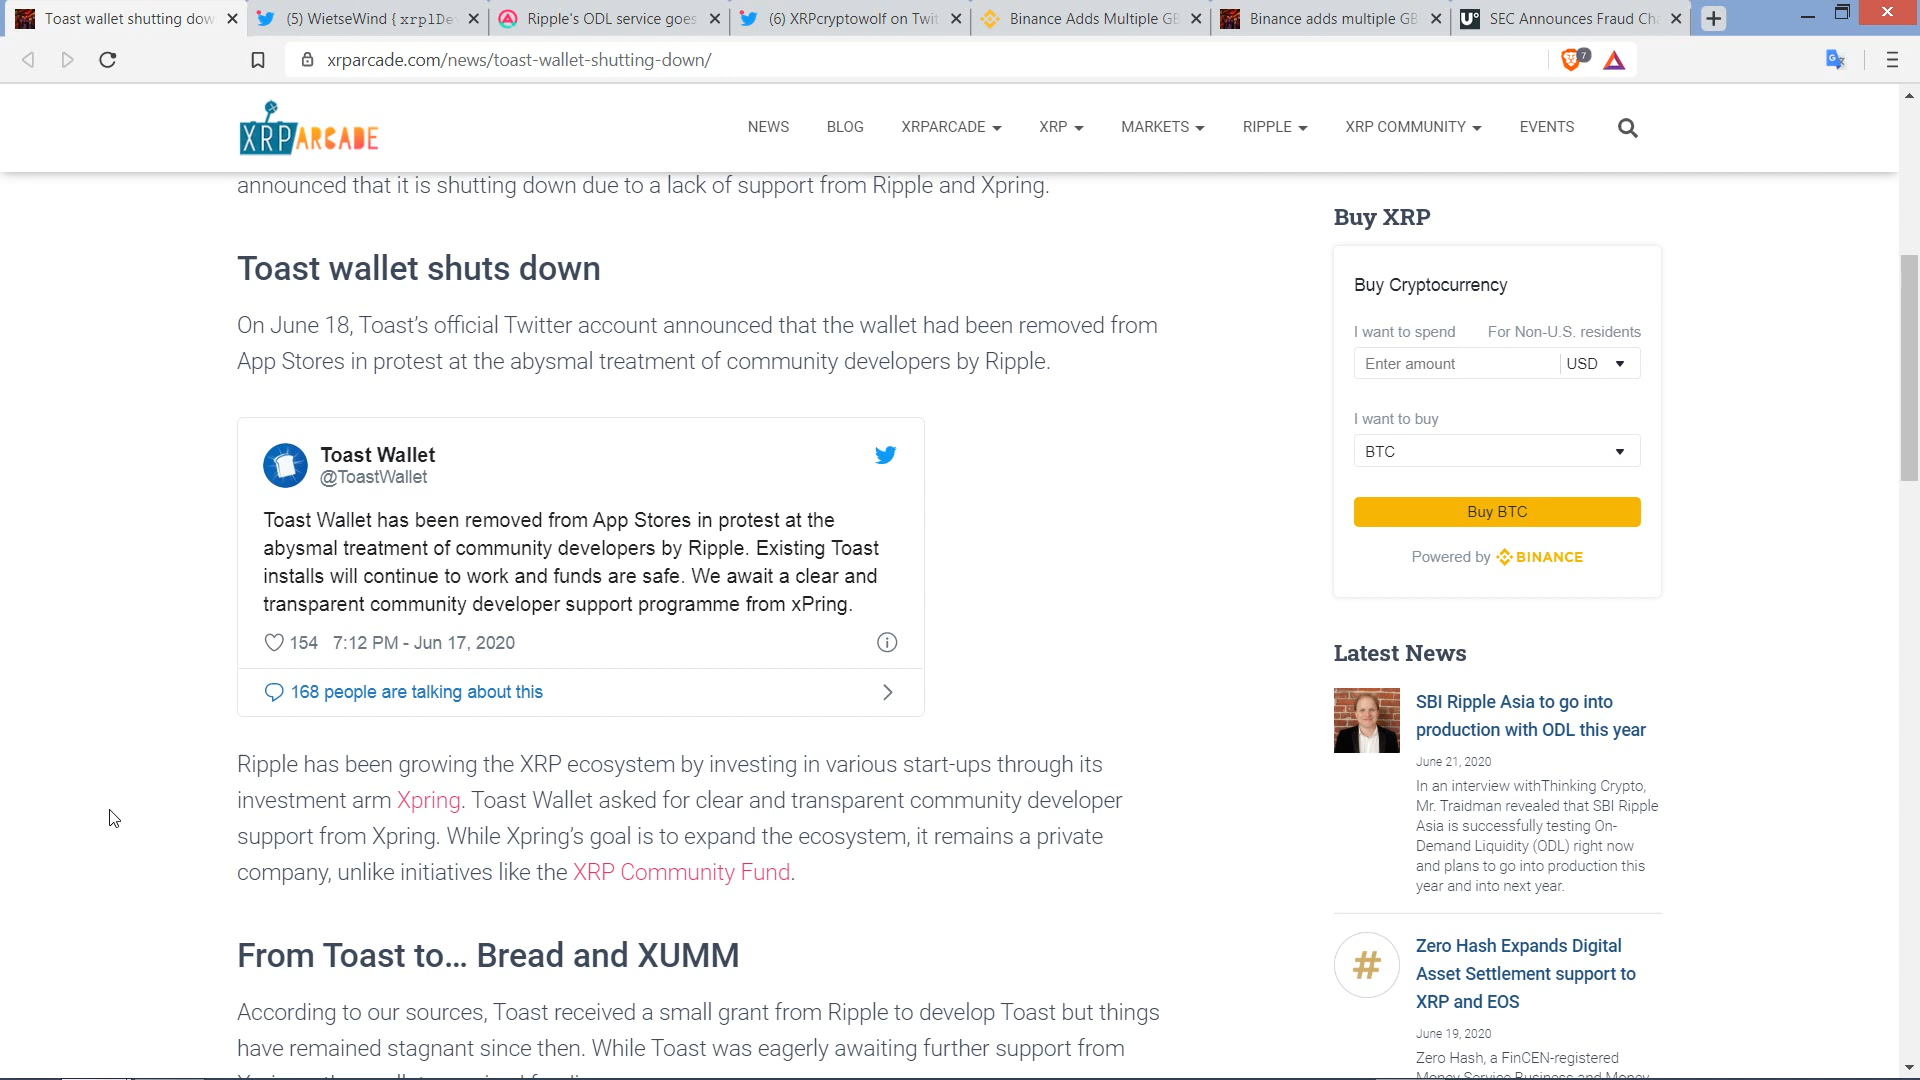 Toast wallet shutting dow
(5) WietseWind { xrplDe
Ripple's ODL service goes
(6) XRPcryptowolf on Twit
Binance Adds Multiple GB
Binance adds multiple GB
SEC Announces Fraud Ch
xrparcade.com/news/toast-wallet-shutting-down/
7
XRPARCADE
NEWS
BLOG
XRPARCADE
XRP
MARKETS
RIPPLE
XRP COMMUNITY
EVENTS
announced that it is shutting down due to a lack of support from Ripple and Xpring.
Toast wallet shuts down
On June 18, Toast’s official Twitter account announced that the wallet had been removed from
App Stores in protest at the abysmal treatment of community developers by Ripple.
Toast Wallet
@ToastWallet
Toast Wallet has been removed from App Stores in protest at the
abysmal treatment of community developers by Ripple. Existing Toast
installs will continue to work and funds are safe. We await a clear and
transparent community developer support programme from xPring.
154 7:12 PM - Jun 17, 2020
168 people are talking about this
Ripple has been growing the XRP ecosystem by investing in various start-ups through its
investment arm Xpring. Toast Wallet asked for clear and transparent community developer
support from Xpring. While Xpring’s goal is to expand the ecosystem, it remains a private
company, unlike initiatives like the XRP Community Fund.
From Toast to… Bread and XUMM
According to our sources, Toast received a small grant from Ripple to develop Toast but things
have remained stagnant since then. While Toast was eagerly awaiting further support from
Buy XRP
Buy Cryptocurrency
I want to spend
For Non-U.S. residents
Enter amount
USD
I want to buy
BTC
Buy BTC
Powered by BINANCE
Latest News
SBI Ripple Asia to go into
production with ODL this year
June 21, 2020
In an interview withThinking Crypto,
Mr. Traidman revealed that SBI Ripple
Asia is successfully testing On-
Demand Liquidity (ODL) right now
and plans to go into production this
year and into next year.
#
Zero Hash Expands Digital
Asset Settlement support to
XRP and EOS
June 19, 2020
Zero Hash, a FinCEN-registered
Money Service Business and Money